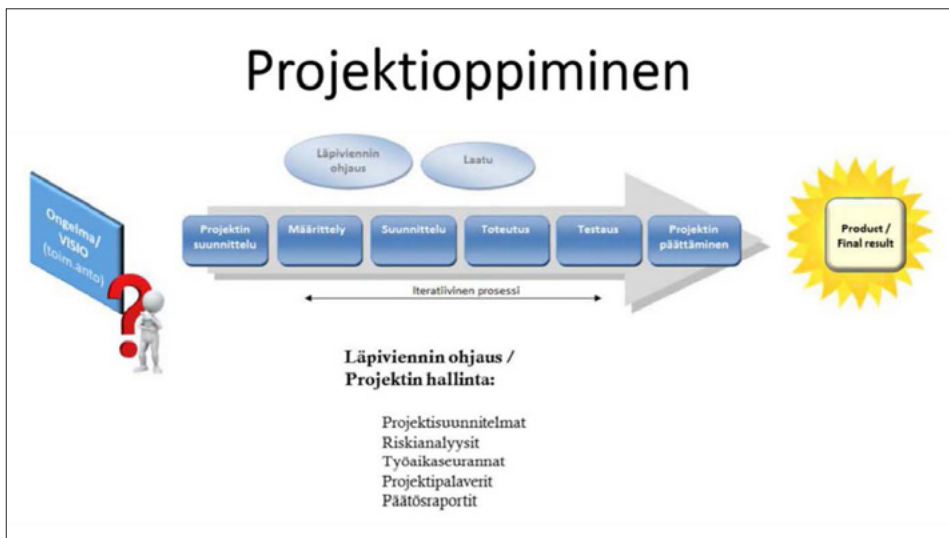 Projektioppiminen
Läpiviennin
ohjaus
Laatu
Ongelma/
VISIO
(toim.anto)
?
Projektin
suunnittelu
Määrittely
Suunnittelu
Toteutus
Testaus
Projektin
päättäminen
Product /
Final result
Iteratiivinen prosessi
Läpiviennin ohjaus /
Projektin hallinta:
Projektisuunnitelmat
Riskianalyysit
Työaikaseurannat
Projektipalaverit
Päätösraportit